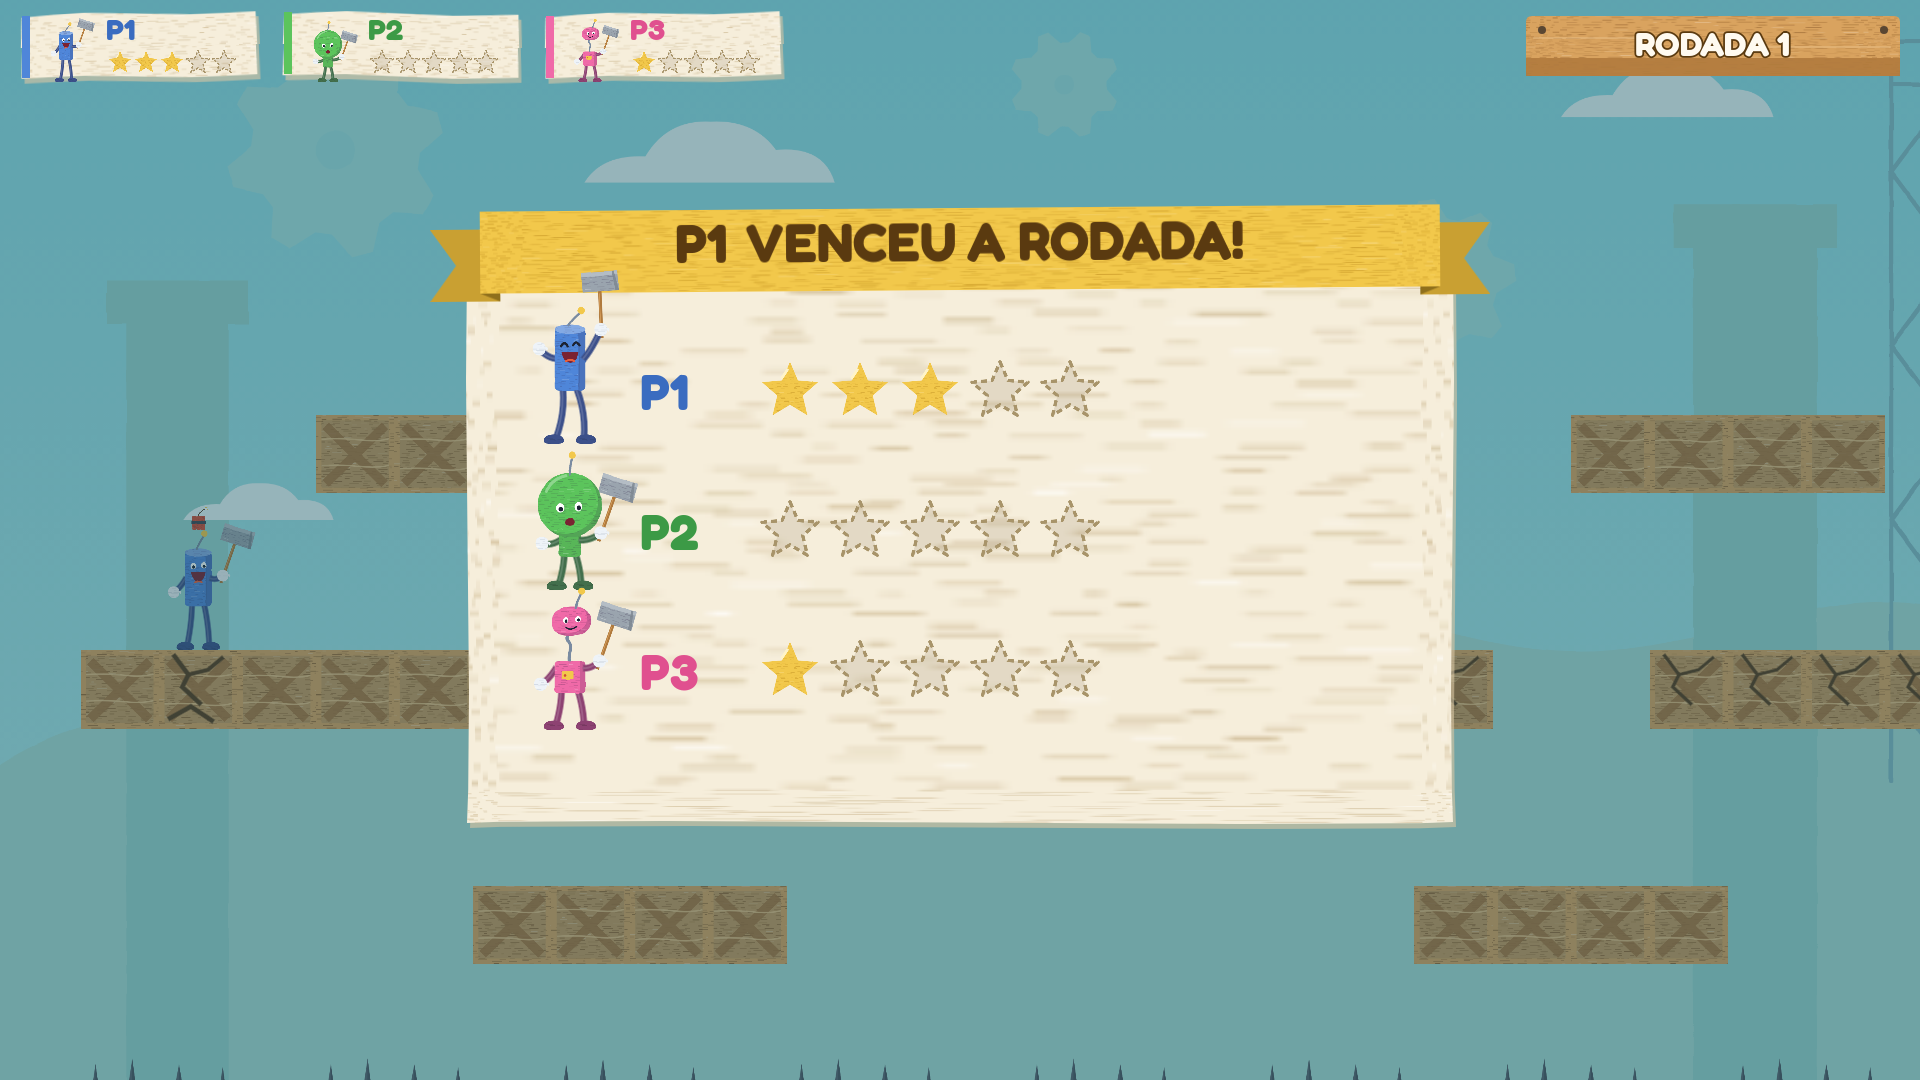 P1
P2
P3
RODADA 1
P1 VENCEU A RODADA!
P1
P2
P3